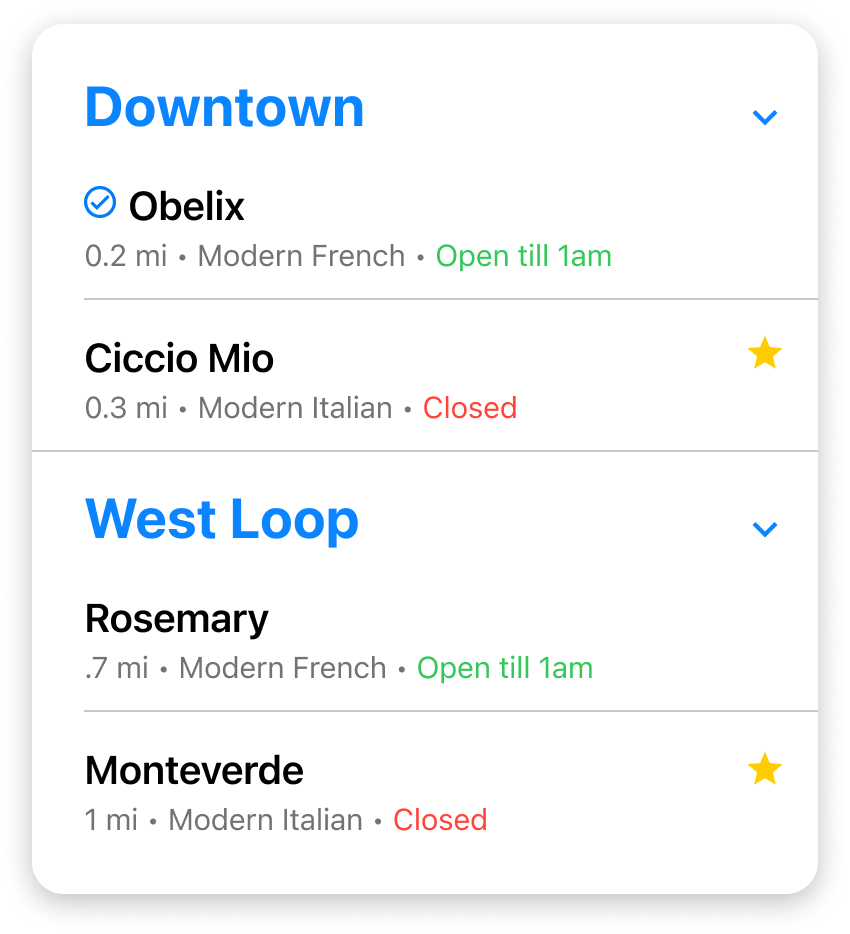 Downtown
Obelix
0.2 mi • Modern French • Open till 1am
Ciccio Mio
0.3 mi • Modern Italian • Closed
West Loop
Rosemary
.7 mi • Modern French • Open till 1am
Monteverde
1 mi • Modern Italian • Closed